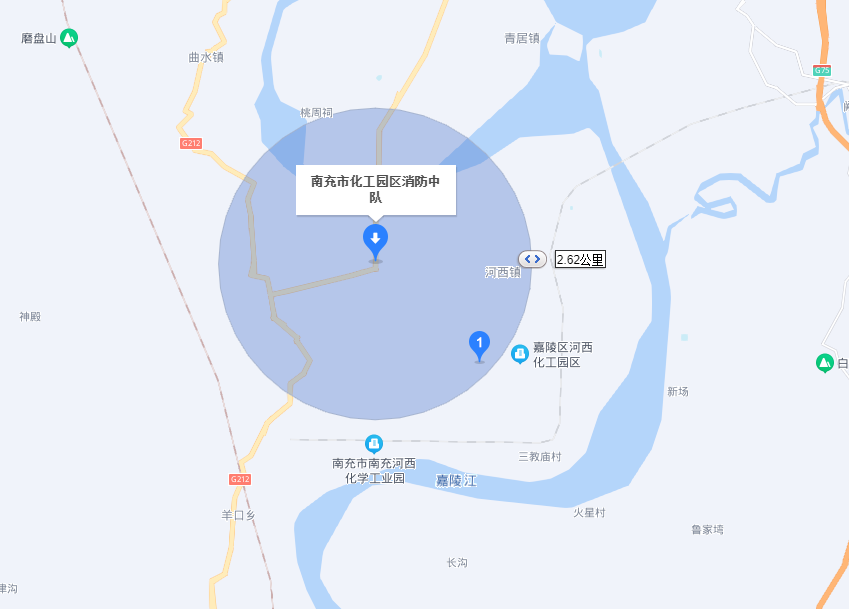 磨盘山
曲水镇
青居镇
G75
桃周祠
G212
南充市化工园区消防中
队
河西镇
2.62公里
神殿
1
嘉陵区河西
化工园区
白
新场
南充市南充河西
化学工业园
三教庙村
嘉陵江
G212
羊口乡
火星村
鲁家塆
长沟
津沟